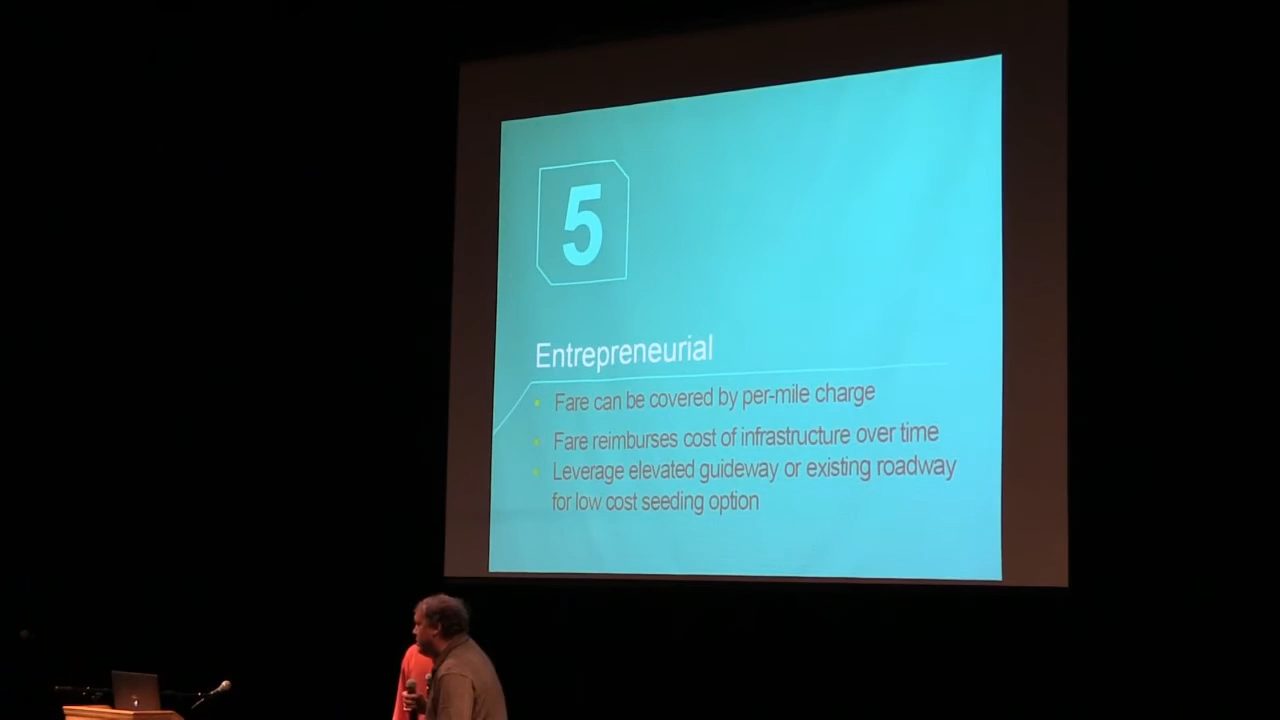 5
Entrepreneurial
Fare can be covered by per-mile charge
Fare reimburses cost of infrastructure over time
Leverage elevated guideway or existing roadway
for low cost seeding option